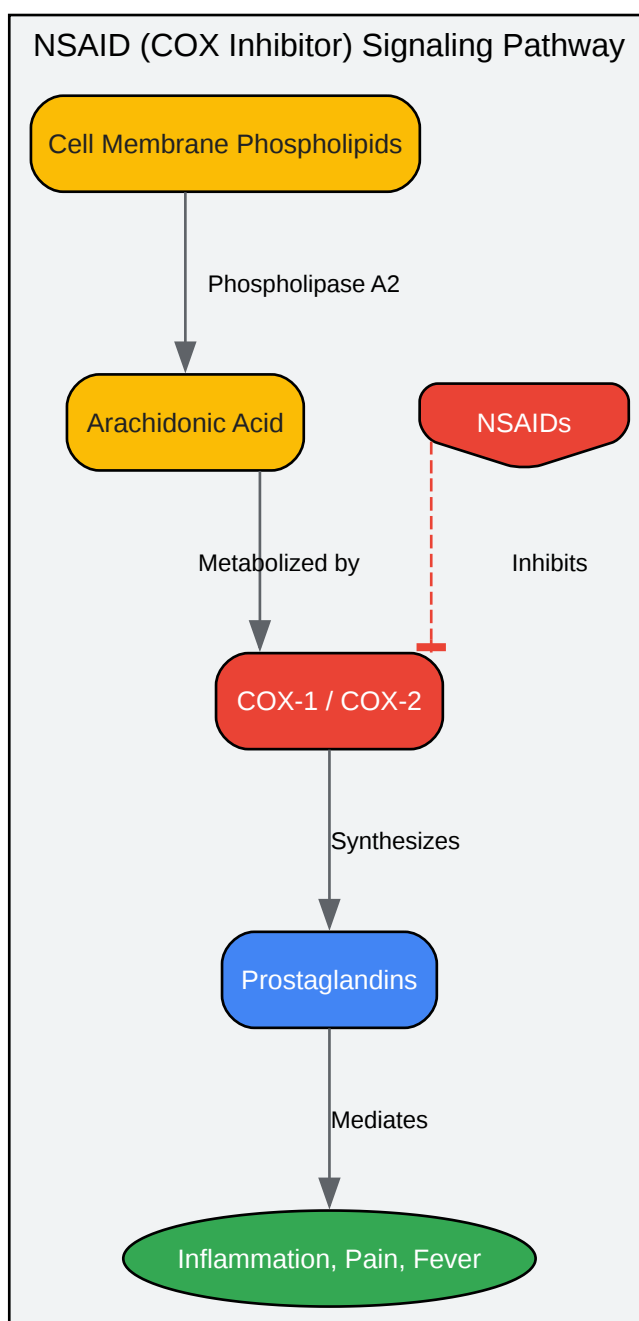 NSAID (COX Inhibitor) Signaling Pathway
Cell Membrane Phospholipids
Phospholipase A2
Arachidonic Acid
NSAIDs
Metabolized by
Inhibits
COX-1 / COX-2
Synthesizes
Prostaglandins
Mediates
Inflammation, Pain, Fever